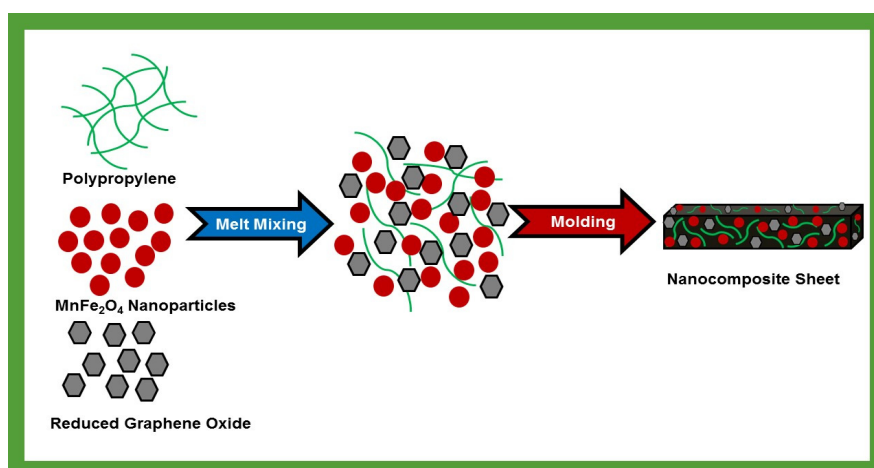 Polypropylene
MnFe₂O₄ Nanoparticles
Reduced Graphene Oxide
Melt Mixing
Molding
Nanocomposite Sheet